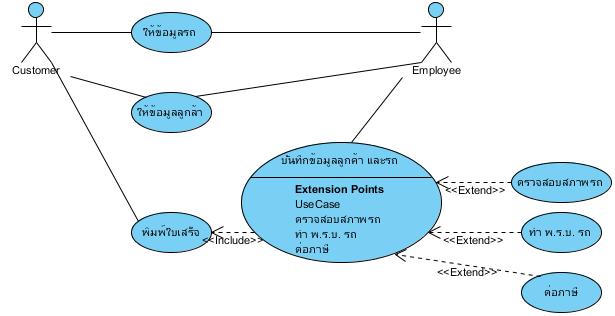 ให้ข้อมูลรถ
Customer
Employee
ให้ข้อมูลลูกล้า
บันทึกข้อมูลลูกค้า และรถ
Extension Points
UseCase
ตรวจสอบสภาพรถ
ทำ พ.ร.บ. รถ
ต่อภาษี
ตรวจสอบสภาพรถ
<<Extend>>
พิมพ์ใบเสร็จ
<<Include>>
<<Extend>>
ทำ พ.ร.บ. รถ
<<Extend>>
ต่อภาษี